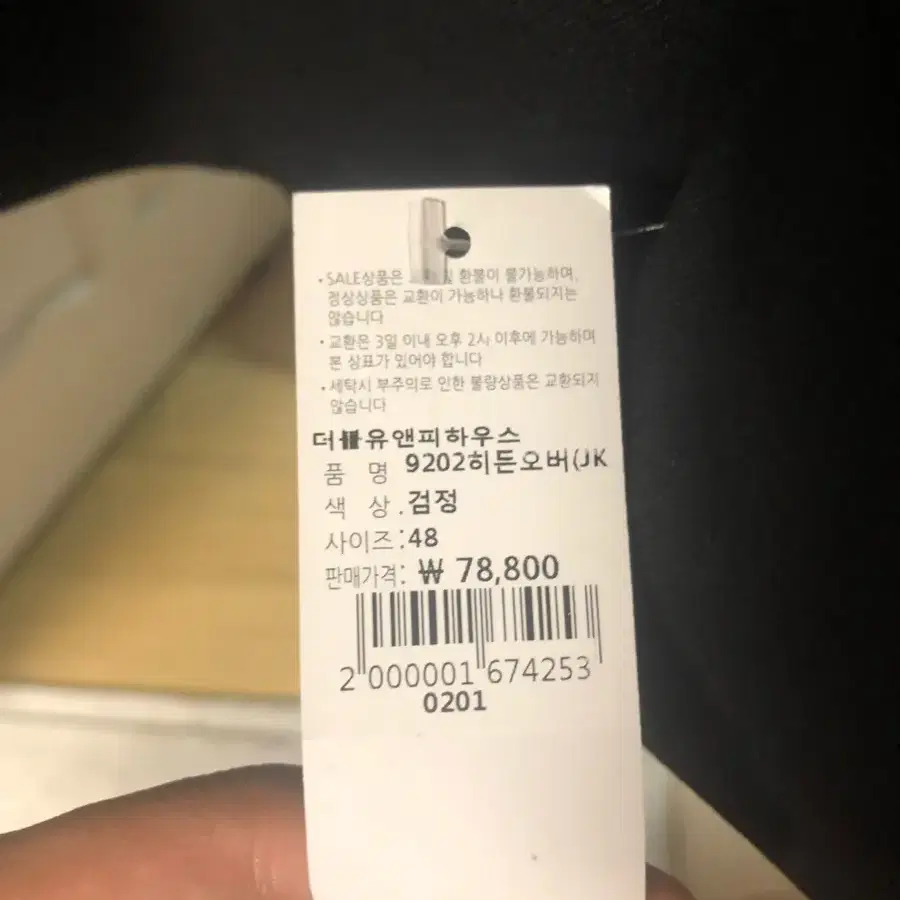 • SALE상품은 환불이 불가능하며,
정상상품은 교환이 가능하나 환불되지는
않습니다
• 교환은 3일 이내 오후 2시 이후에 가능하며
본 상표가 있어야 합니다
• 세탁시 부주의로 인한 불량상품은 교환되지
않습니다
더블유앤피하우스
품 명 9202히든오버(JK
색 상 : 검정
사이즈 : 48
판매가격 : ₩ 78,800
2 000001 674253
0201